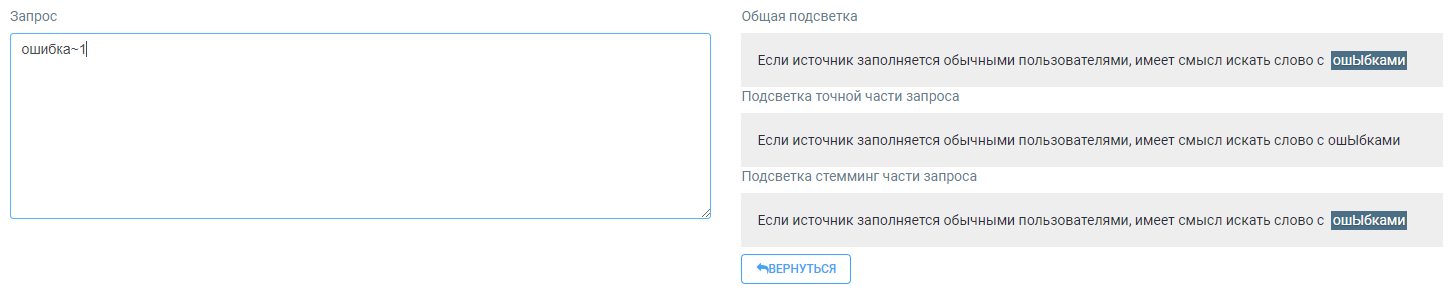 Запрос
ошибка~1
Общая подсветка
Если источник заполняется обычными пользователями, имеет смысл искать слово с ошЫбками
Подсветка точной части запроса
Если источник заполняется обычными пользователями, имеет смысл искать слово с ошЫбками
Подсветка стемминг части запроса
Если источник заполняется обычными пользователями, имеет смысл искать слово с ошЫбками
ВЕРНУТЬСЯ